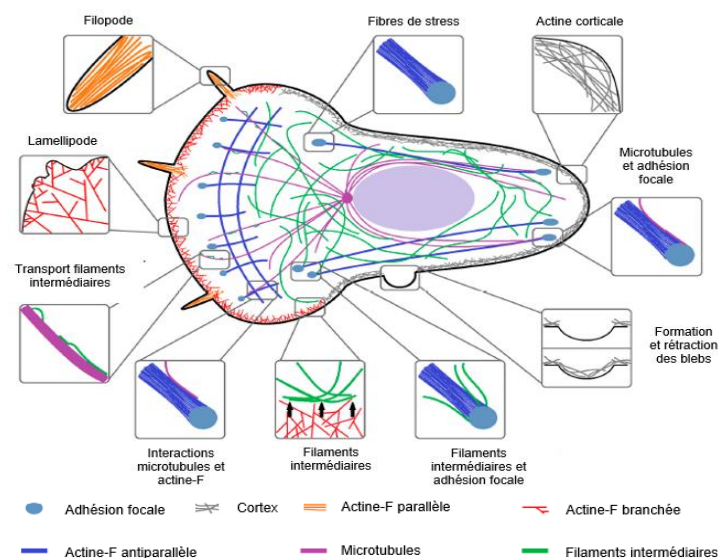 Filopode
Fibres de stress
Actine corticale
Lamellipode
Microtubules
et adhésion
focale
Transport filaments
intermédiaires
Formation
et rétraction
des blebs
Interactions
microtubules et
actine-F
Filaments
intermédiaires
Filaments
intermédiaires et
adhésion focale
Adhésion focale
Cortex
Actine-F parallèle
Actine-F branchée
Actine-F antiparallèle
Microtubules
Filaments intermédiaires